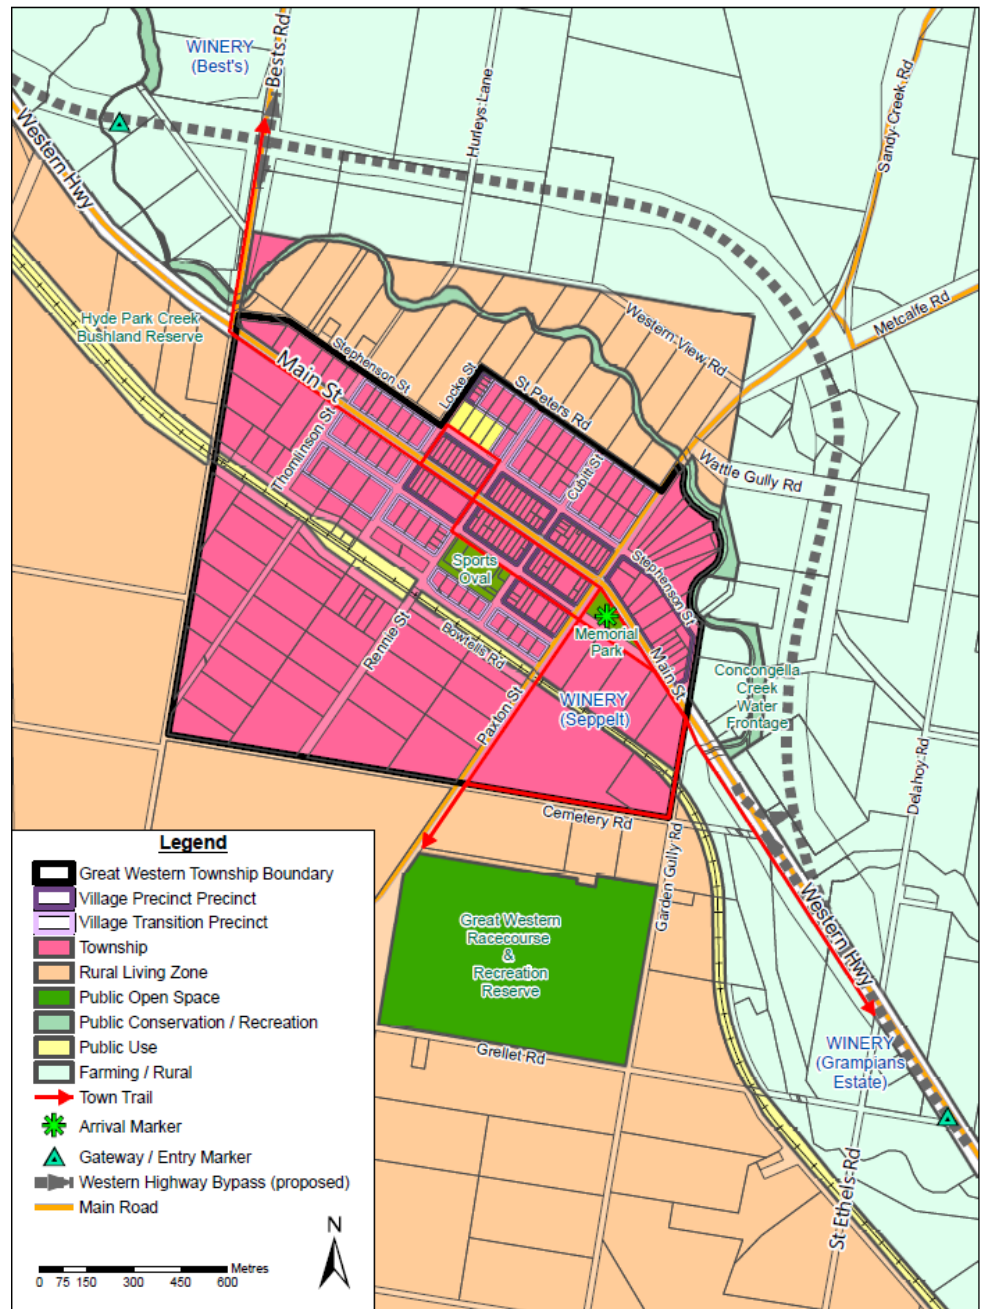 WINERY
(Best's)
Bests Rd
Hurleys Lane
Sandy Creek Rd
Western Hwy
Hyde Park Creek
Bushland Reserve
Metcalfe Rd
Western View Rd
Stephenson St
Main St
Locke St
St Peters Rd
Thomlinson St
Cubitt St
Wattle Gully Rd
Sports
Oval
Stephenson St
Memorial
Park
Rennie St
Bowtells Rd
Main St
Paxton St
WINERY
(Seppelt)
Concongella
Creek
Water
Frontage
Delahoy Rd
Cemetery Rd
Garden Gully Rd
Western Hwy
Great Western
Racecourse
&
Recreation
Reserve
Grellet Rd
WINERY
(Grampians
Estate)
St Ethels Rd
Legend
Great Western Township Boundary
Village Precinct Precinct
Village Transition Precinct
Township
Rural Living Zone
Public Open Space
Public Conservation / Recreation
Public Use
Farming / Rural
Town Trail
Arrival Marker
Gateway / Entry Marker
Western Highway Bypass (proposed)
Main Road
N
Metres
0 75 150 300 450 600